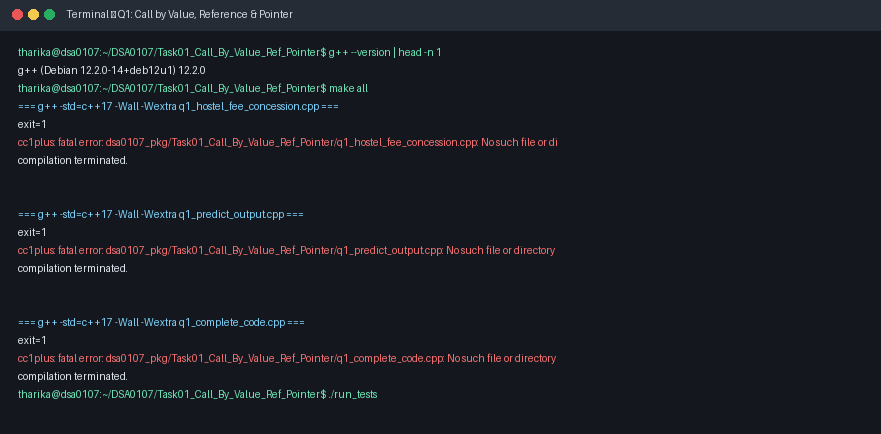 Terminal Q1: Call by Value, Reference & Pointer
tharika@dsa0107:~/DSA0107/Task01_Call_By_Value_Ref_Pointer$ g++ --version | head -n 1
g++ (Debian 12.2.0-14+deb12u1) 12.2.0
tharika@dsa0107:~/DSA0107/Task01_Call_By_Value_Ref_Pointer$ make all
=== g++ -std=c++17 -Wall -Wextra q1_hostel_fee_concession.cpp ===
exit=1
cc1plus: fatal error: dsa0107_pkg/Task01_Call_By_Value_Ref_Pointer/q1_hostel_fee_concession.cpp: No such file or di
compilation terminated.
=== g++ -std=c++17 -Wall -Wextra q1_predict_output.cpp ===
exit=1
cc1plus: fatal error: dsa0107_pkg/Task01_Call_By_Value_Ref_Pointer/q1_predict_output.cpp: No such file or directory
compilation terminated.
=== g++ -std=c++17 -Wall -Wextra q1_complete_code.cpp ===
exit=1
cc1plus: fatal error: dsa0107_pkg/Task01_Call_By_Value_Ref_Pointer/q1_complete_code.cpp: No such file or directory
compilation terminated.
tharika@dsa0107:~/DSA0107/Task01_Call_By_Value_Ref_Pointer$ ./run_tests